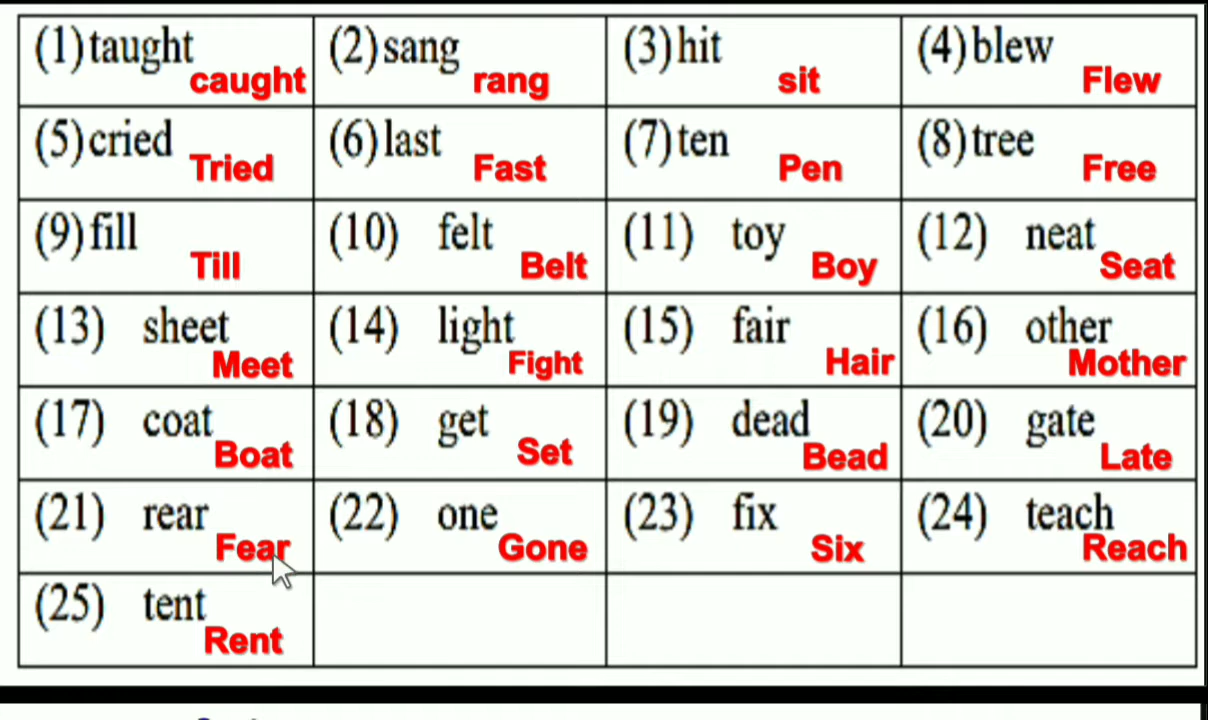 (1) taught caught (2) sang rang (3) hit sit (4) blew Flew
(5) cried Tried (6) last Fast (7) ten Pen (8) tree Free
(9) fill Till (10) felt Belt (11) toy Boy (12) neat Seat
(13) sheet Meet (14) light Fight (15) fair Hair (16) other Mother
(17) coat Boat (18) get Set (19) dead Bead (20) gate Late
(21) rear Fear (22) one Gone (23) fix Six (24) teach Reach
(25) tent Rent